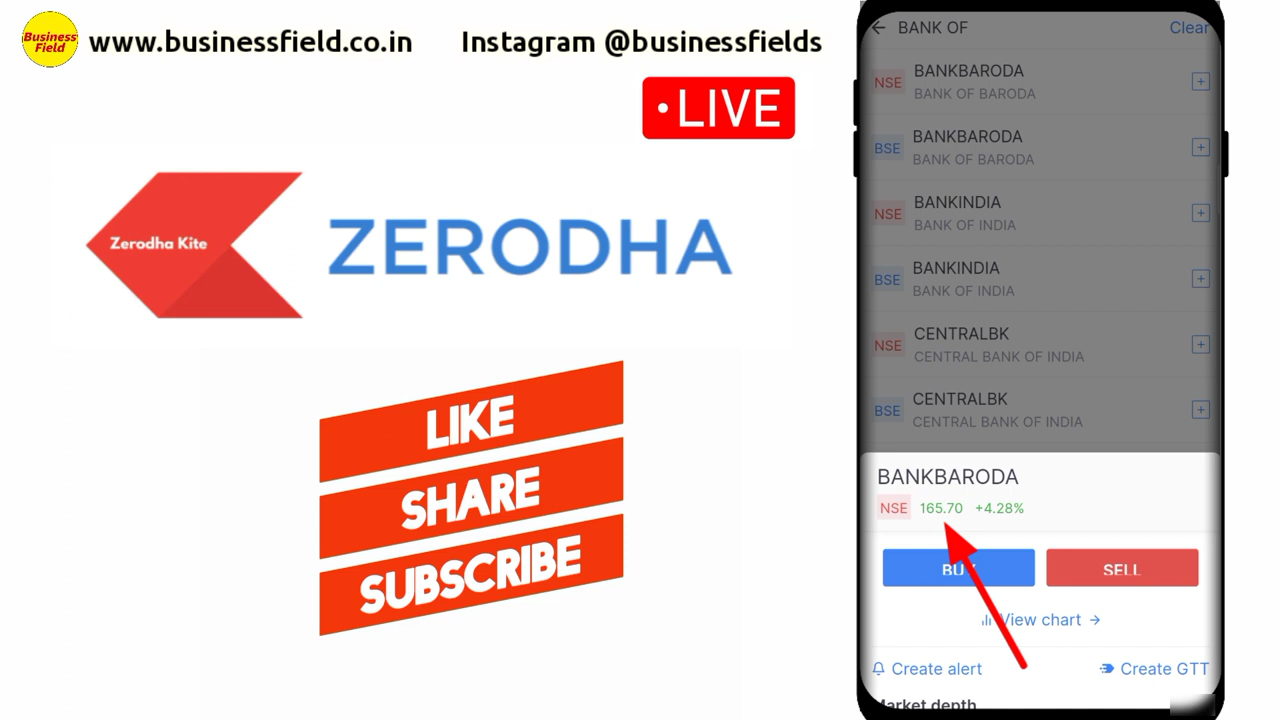 Business
Field
www.businessfield.co.in
Instagram @businessfields
• LIVE
Zerodha Kite
ZERODHA
LIKE
SHARE
SUBSCRIBE
BANK OF
Clear
NSE
BANKBARODA
BANK OF BARODA
BSE
BANKBARODA
BANK OF BARODA
NSE
BANKINDIA
BANK OF INDIA
BSE
BANKINDIA
BANK OF INDIA
NSE
CENTRALBK
CENTRAL BANK OF INDIA
BSE
CENTRALBK
CENTRAL BANK OF INDIA
BANKBARODA
NSE 165.70 +4.28%
BUY
SELL
View chart →
Create alert
Create GTT
Market depth